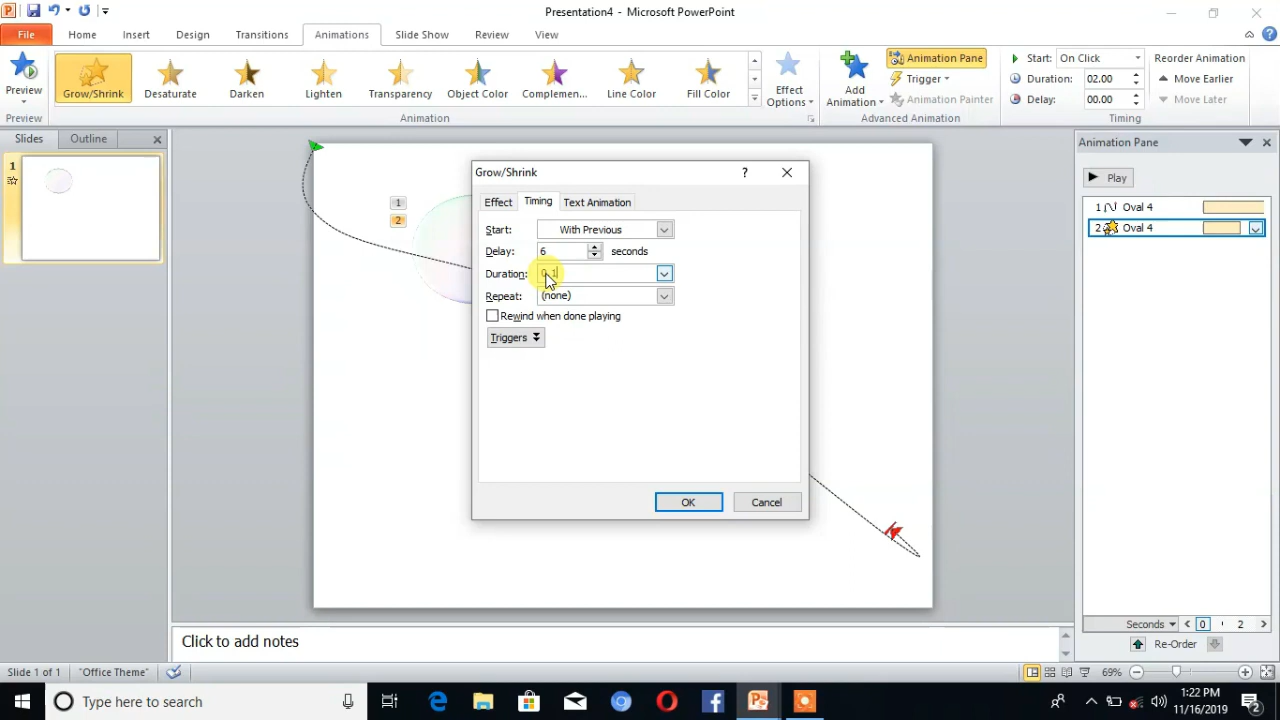 Presentation4 - Microsoft PowerPoint
File Home Insert Design Transitions Animations Slide Show Review View
Preview
Grow/Shrink Desaturate Darken Lighten Transparency Object Color Complemen... Line Color Fill Color
Effect Options
Add Animation
Animation Pane
Trigger
Animation Painter
Start: On Click
Duration: 02.00
Delay: 00.00
Reorder Animation
Move Earlier
Move Later
Preview Animation Advanced Animation Timing
Slides Outline
1
1
2
Grow/Shrink
?
Effect Timing Text Animation
Start: With Previous
Delay: 6 seconds
Duration: 0.1
Repeat: (none)
Rewind when done playing
Triggers
OK Cancel
Animation Pane
Play
1 Oval 4
2 Oval 4
Seconds 0 2
Re-Order
Click to add notes
Slide 1 of 1 "Office Theme" 69%
Type here to search
1:22 PM
11/16/2019
2